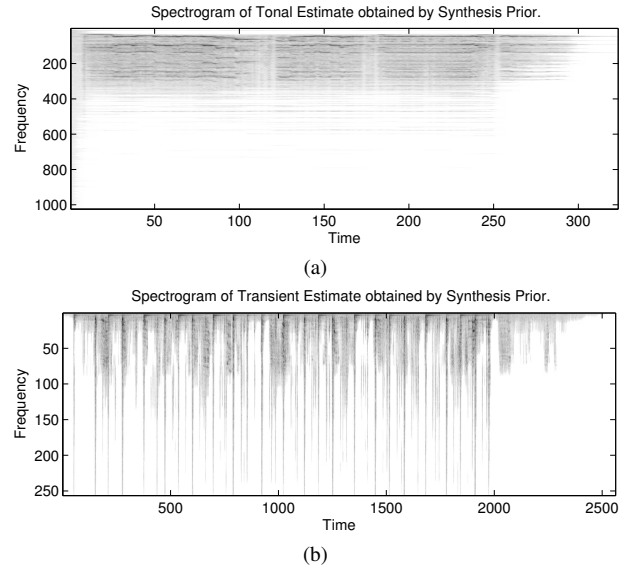 Spectrogram of Tonal Estimate obtained by Synthesis Prior.
Frequency
200
400
600
800
1000
50 100 150 200 250 300
Time
(a)
Spectrogram of Transient Estimate obtained by Synthesis Prior.
Frequency
50
100
150
200
250
500 1000 1500 2000 2500
Time
(b)